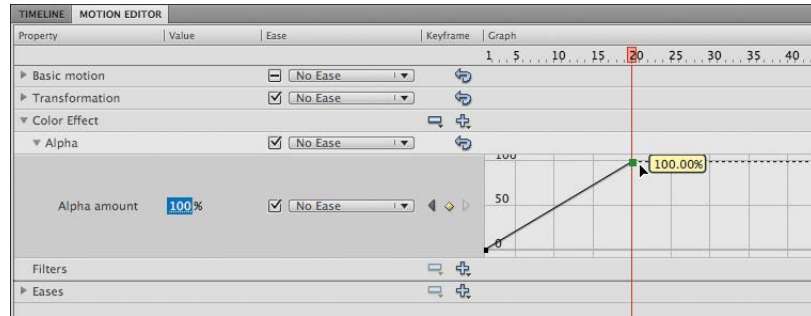 TIMELINE MOTION EDITOR
Property Value Ease Keyframe Graph
1 5 10 15 20 25 30 35 40
Basic motion No Ease
Transformation No Ease
Color Effect
Alpha No Ease
100
100.00%
Alpha amount 100 % No Ease 50
0
Filters
Eases